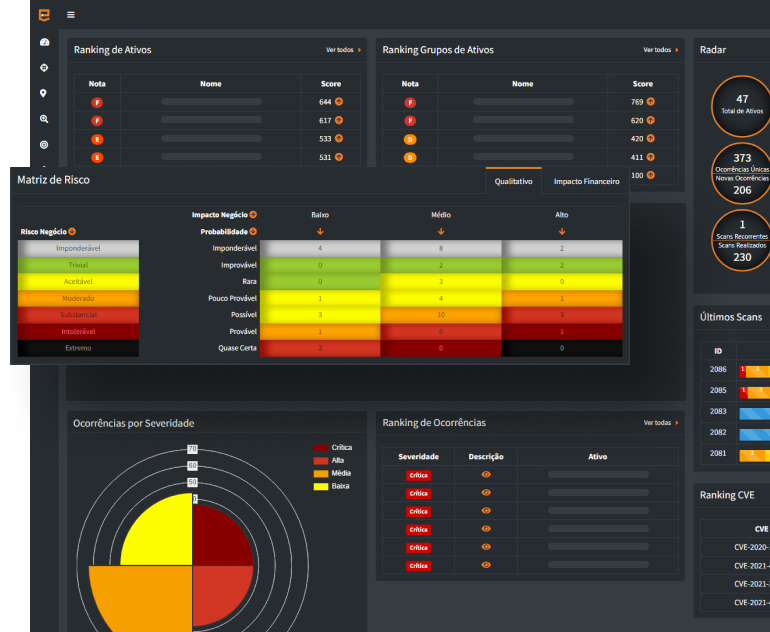 Ranking de Ativos
Ver todos
Nota Nome Score
F 644
F 617
E 533
E 531
Ranking Grupos de Ativos
Ver todos
Nota Nome Score
F 769
F 620
D 420
D 411
100
Radar
47
Total de Ativos
373
Ocorrências Únicas
Novas Ocorrências
206
1
Scans Recorrentes
Scans Realizados
230
Matriz de Risco
Qualitativo Impacto Financeiro
Impacto Negócio Baixo Médio Alto
Risco Negócio Probabilidade
Imponderável Imponderável 4 8 2
Trivial Improvável 0 2 2
Aceitável Rara 0 3 0
Moderado Pouco Provável 1 4 1
Substancial Possível 3 10 3
Intolerável Provável 1 0 1
Extremo Quase Certa 2 0 0
Últimos Scans
ID
2086 1 3
2085 1 3
2083
2082
2081 3
Ocorrências por Severidade
70
60
50
Crítica
Alta
Média
Baixa
Ranking de Ocorrências
Ver todos
Severidade Descrição Ativo
Crítica
Crítica
Crítica
Crítica
Crítica
Crítica
Ranking CVE
CVE
CVE-2020-
CVE-2021-
CVE-2021-
CVE-2021-